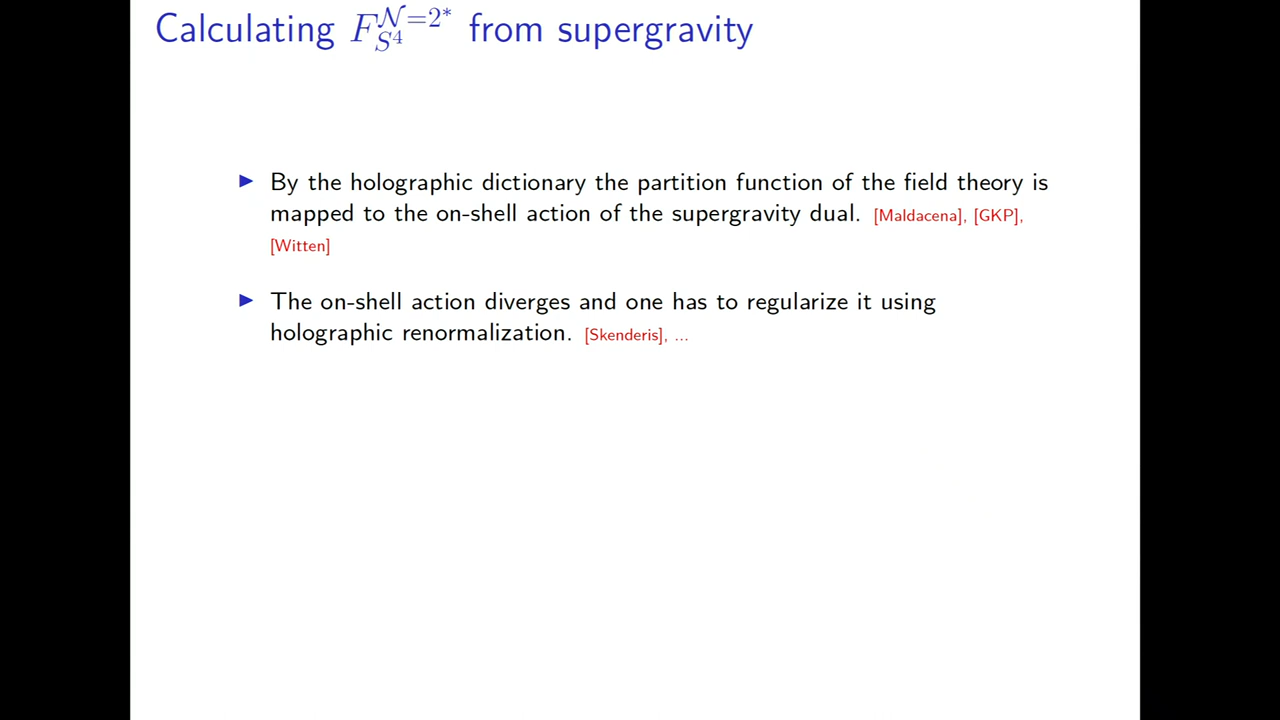 Calculating $F_{S^4}^{\mathcal{N}=2^*}$ from supergravity
▶ By the holographic dictionary the partition function of the field theory is
mapped to the on-shell action of the supergravity dual. [Maldacena], [GKP],
[Witten]
▶ The on-shell action diverges and one has to regularize it using
holographic renormalization. [Skenderis], ...